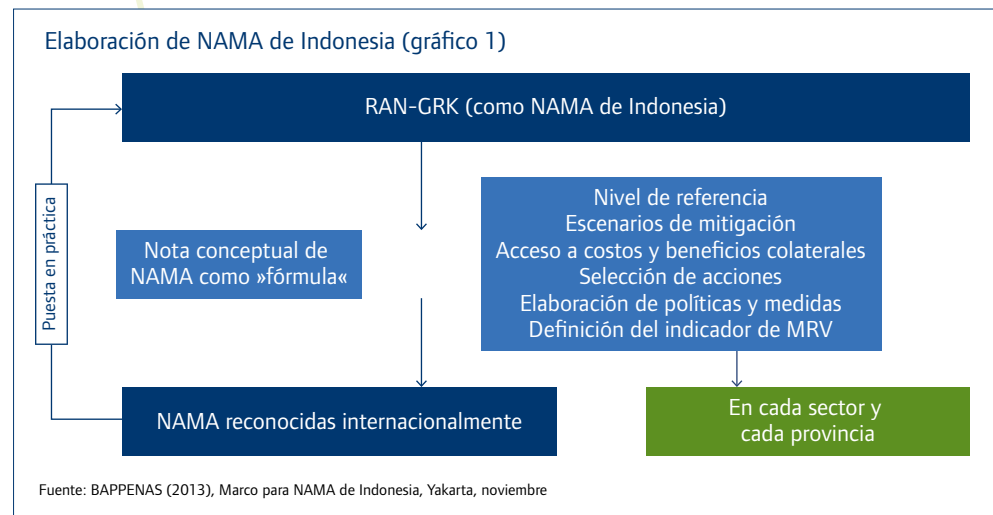 Elaboración de NAMA de Indonesia (gráfico 1)
RAN-GRK (como NAMA de Indonesia)
Puesta en práctica
Nota conceptual de
NAMA como »fórmula«
Nivel de referencia
Escenarios de mitigación
Acceso a costos y beneficios colaterales
Selección de acciones
Elaboración de políticas y medidas
Definición del indicador de MRV
NAMA reconocidas internacionalmente
En cada sector y
cada provincia
Fuente: BAPPENAS (2013), Marco para NAMA de Indonesia, Yakarta, noviembre